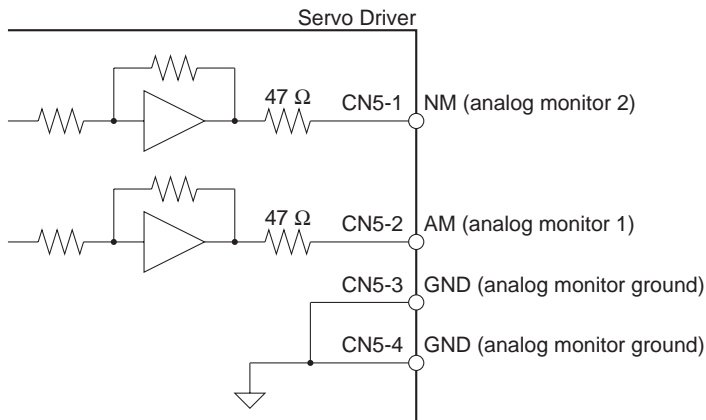 Servo Driver
47 Ω CN5-1 NM (analog monitor 2)
47 Ω CN5-2 AM (analog monitor 1)
CN5-3 GND (analog monitor ground)
CN5-4 GND (analog monitor ground)